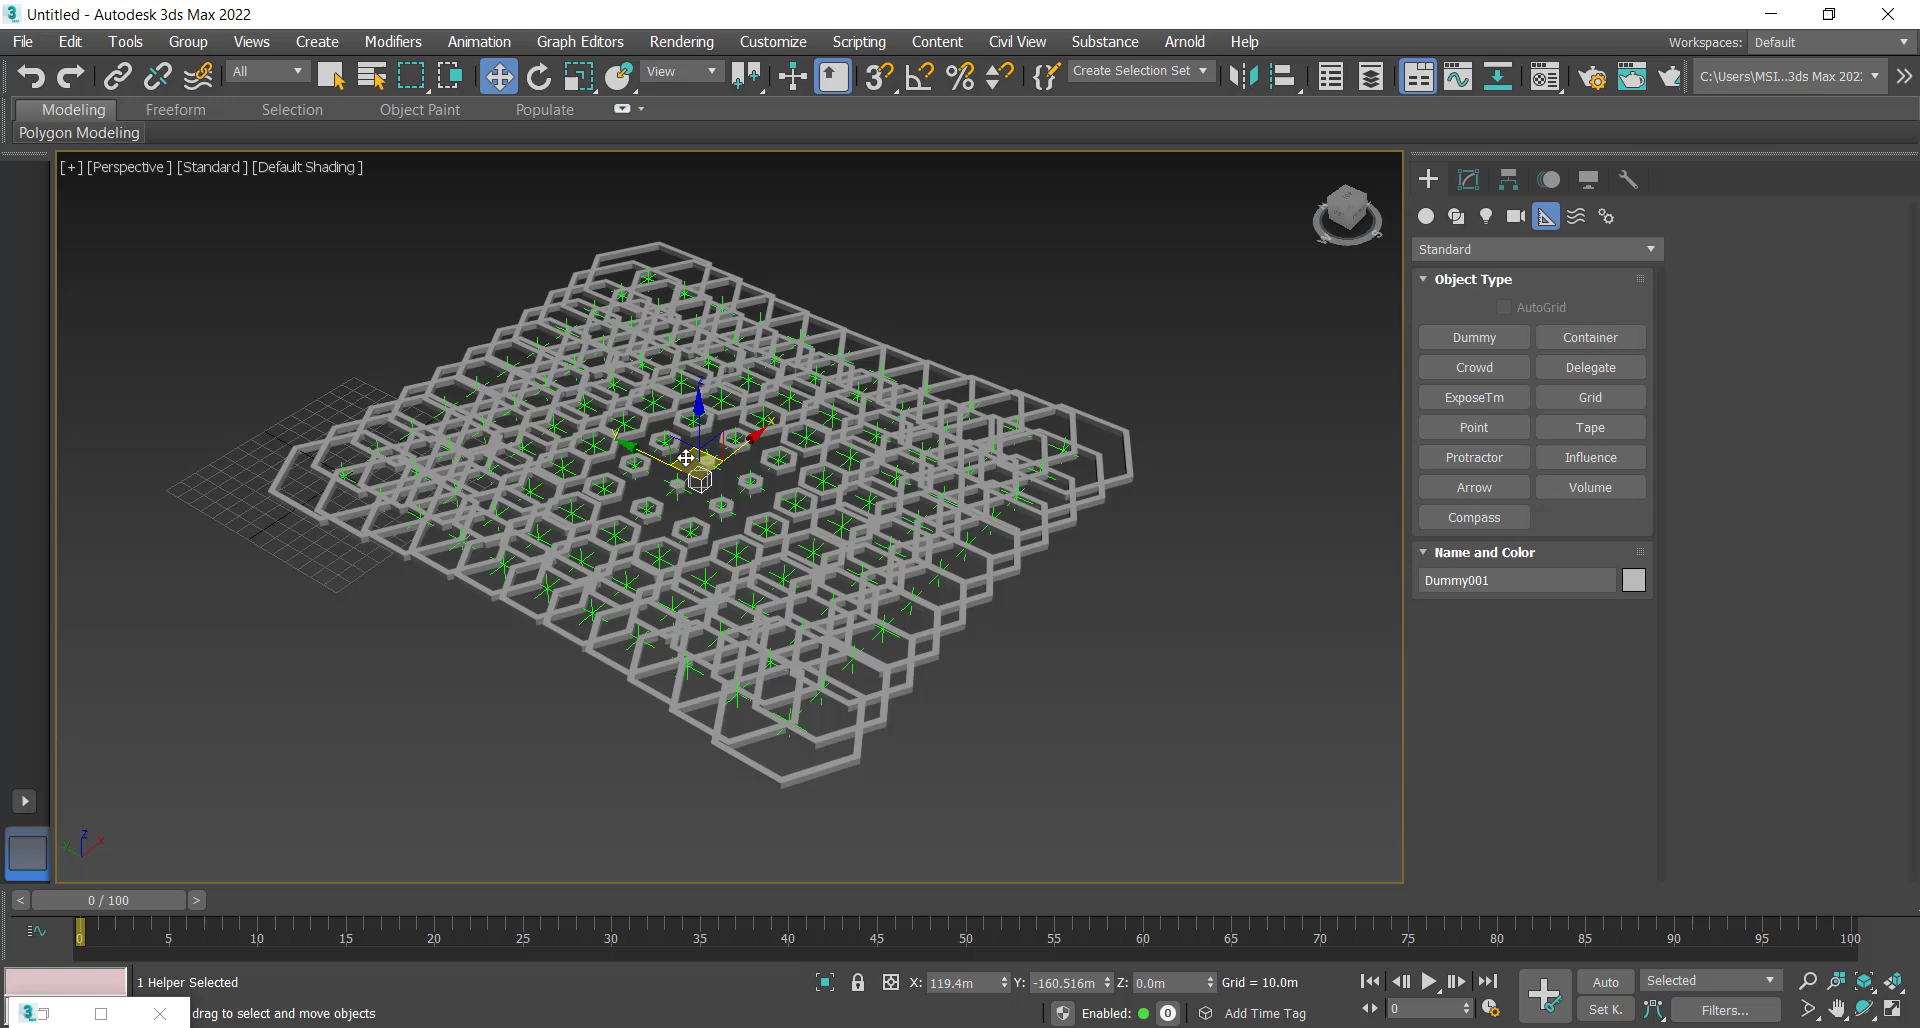 Untitled - Autodesk 3ds Max 2022
File Edit Tools Group Views Create Modifiers Animation Graph Editors Rendering Customize Scripting Content Civil View Substance Arnold Help Workspaces: Default
All View Create Selection Set C:\Users\MSI...3ds Max 202
Modeling Freeform Selection Object Paint Populate
Polygon Modeling
[+] [Perspective ] [Standard ] [Default Shading ]
Standard
Object Type
AutoGrid
Dummy Container
Crowd Delegate
ExposeTm Grid
Point Tape
Protractor Influence
Arrow Volume
Compass
Name and Color
Dummy001
x
z
x
< 0 / 100 >
0 5 10 15 20 25 30 35 40 45 50 55 60 65 70 75 80 85 90 95 100
1 Helper Selected X: 119.4m Y: -160.516m Z: 0.0m Grid = 10.0m Auto Selected
drag to select and move objects Enabled: 0 Add Time Tag 0 Set K. Filters...